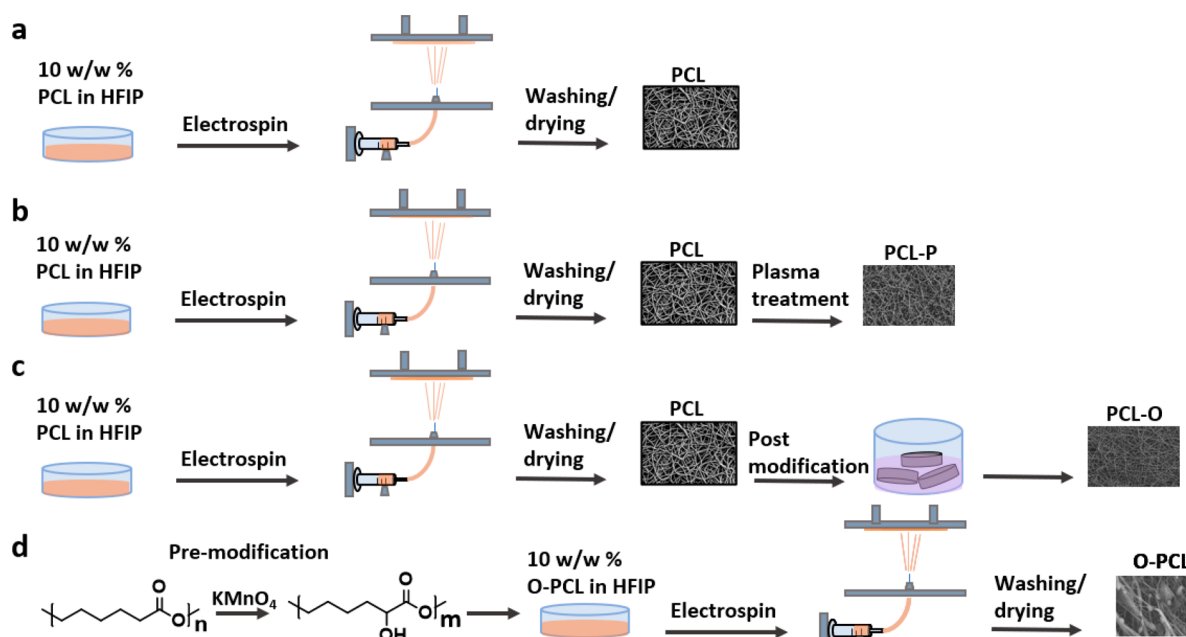 a
10 w/w %
PCL in HFIP
Electrospin
Washing/
drying
PCL
b
10 w/w %
PCL in HFIP
Electrospin
Washing/
drying
PCL
Plasma
treatment
PCL-P
c
10 w/w %
PCL in HFIP
Electrospin
Washing/
drying
PCL
Post
modification
PCL-O
d
Pre-modification
O
O
n
KMnO4
O
O
OH
m
10 w/w %
O-PCL in HFIP
Electrospin
Washing/
drying
O-PCL